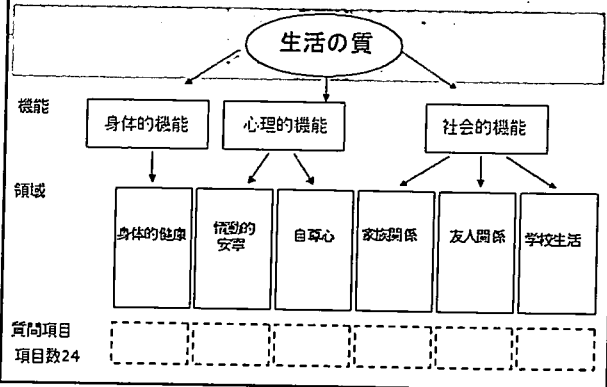 生活の質
機能
身体的機能
心理的機能
社会的機能
領域
身体的健康
情動的
安寧
自尊心
家族関係
友人関係
学校生活
質問項目
項目数24